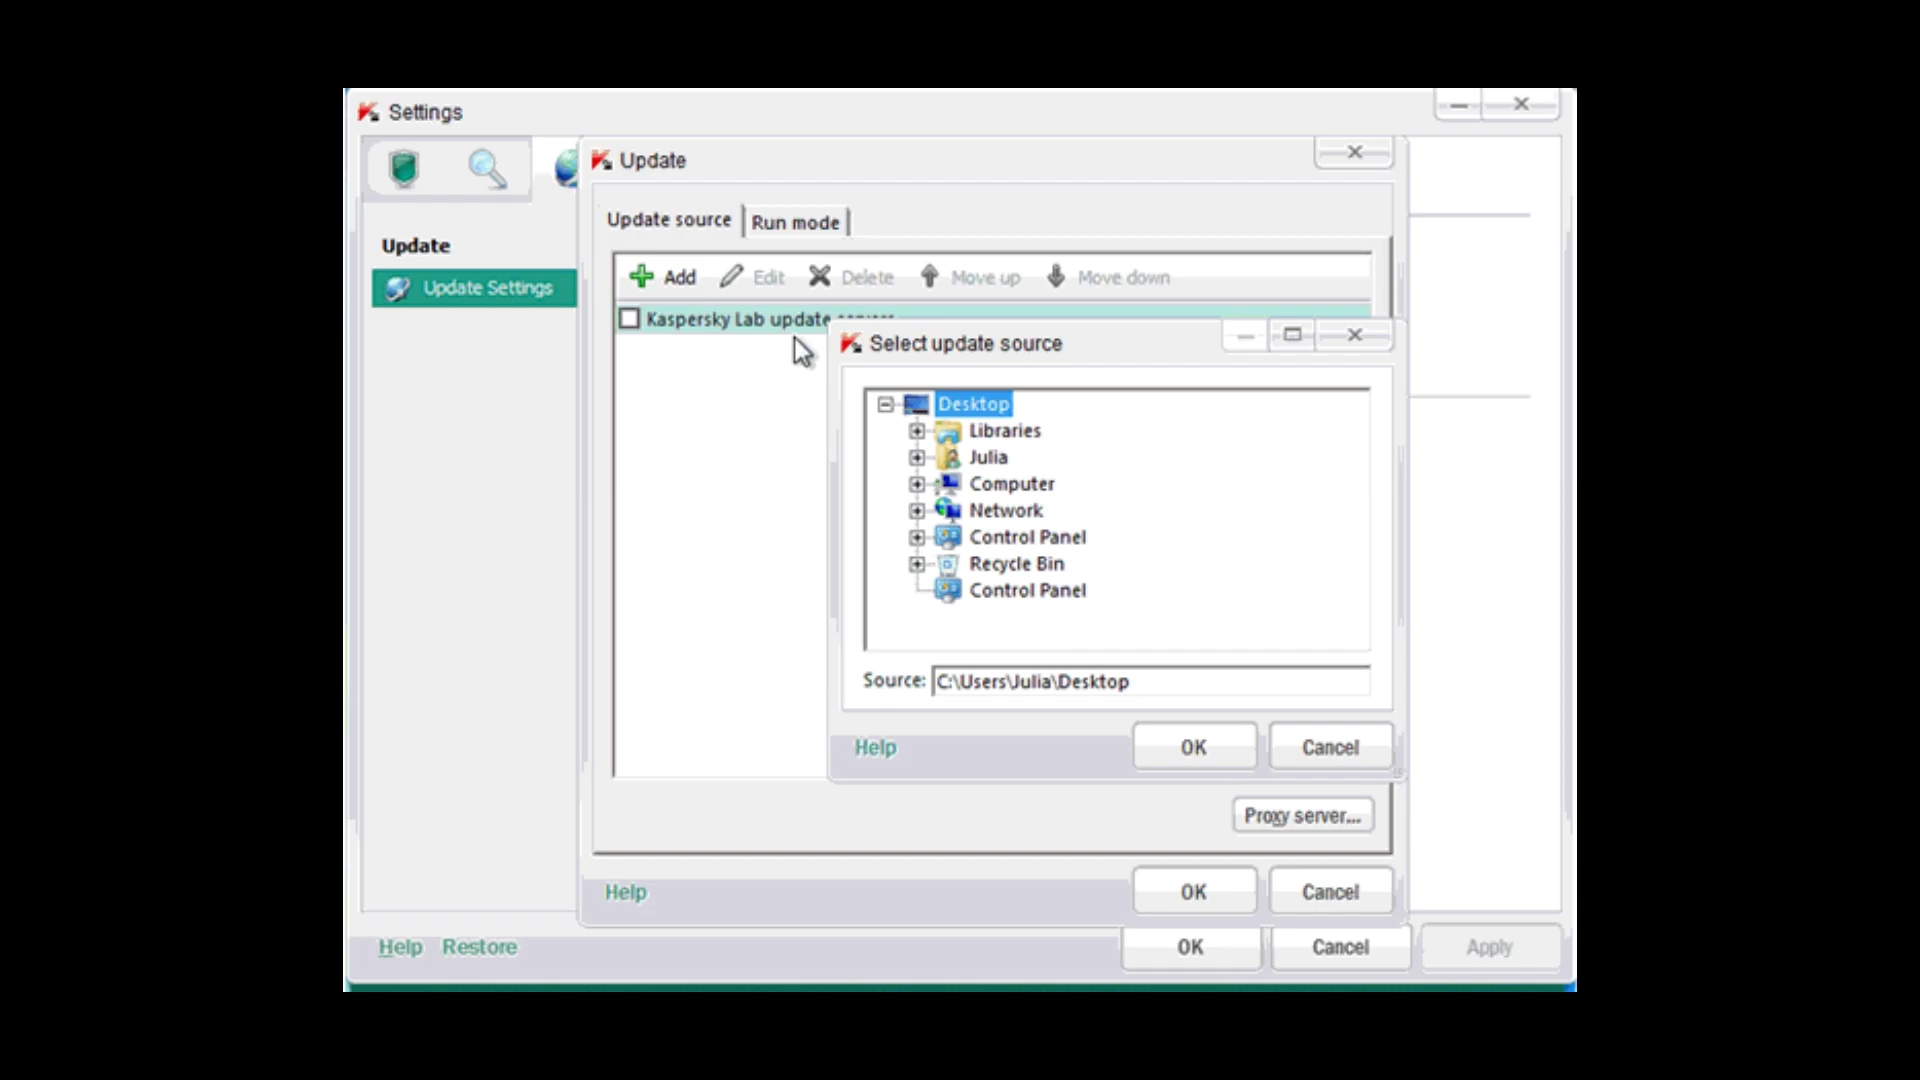 Settings
Update
Update source
Run mode
Add
Edit
Delete
Move up
Move down
Update
Update Settings
Kaspersky Lab update
Select update source
Desktop
Libraries
Julia
Computer
Network
Control Panel
Recycle Bin
Control Panel
Source: C:\Users\Julia\Desktop
Help
OK
Cancel
Proxy server...
Help
OK
Cancel
Help
Restore
OK
Cancel
Apply